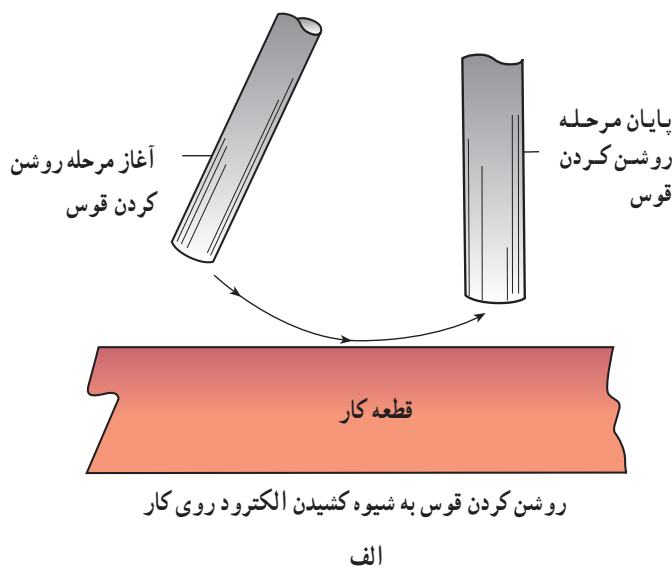 پایان مرحله
روشن کردن
قوس
آغاز مرحله روشن
کردن قوس
قطعه کار
روشن کردن قوس به شیوه کشیدن الکترود روی کار
الف